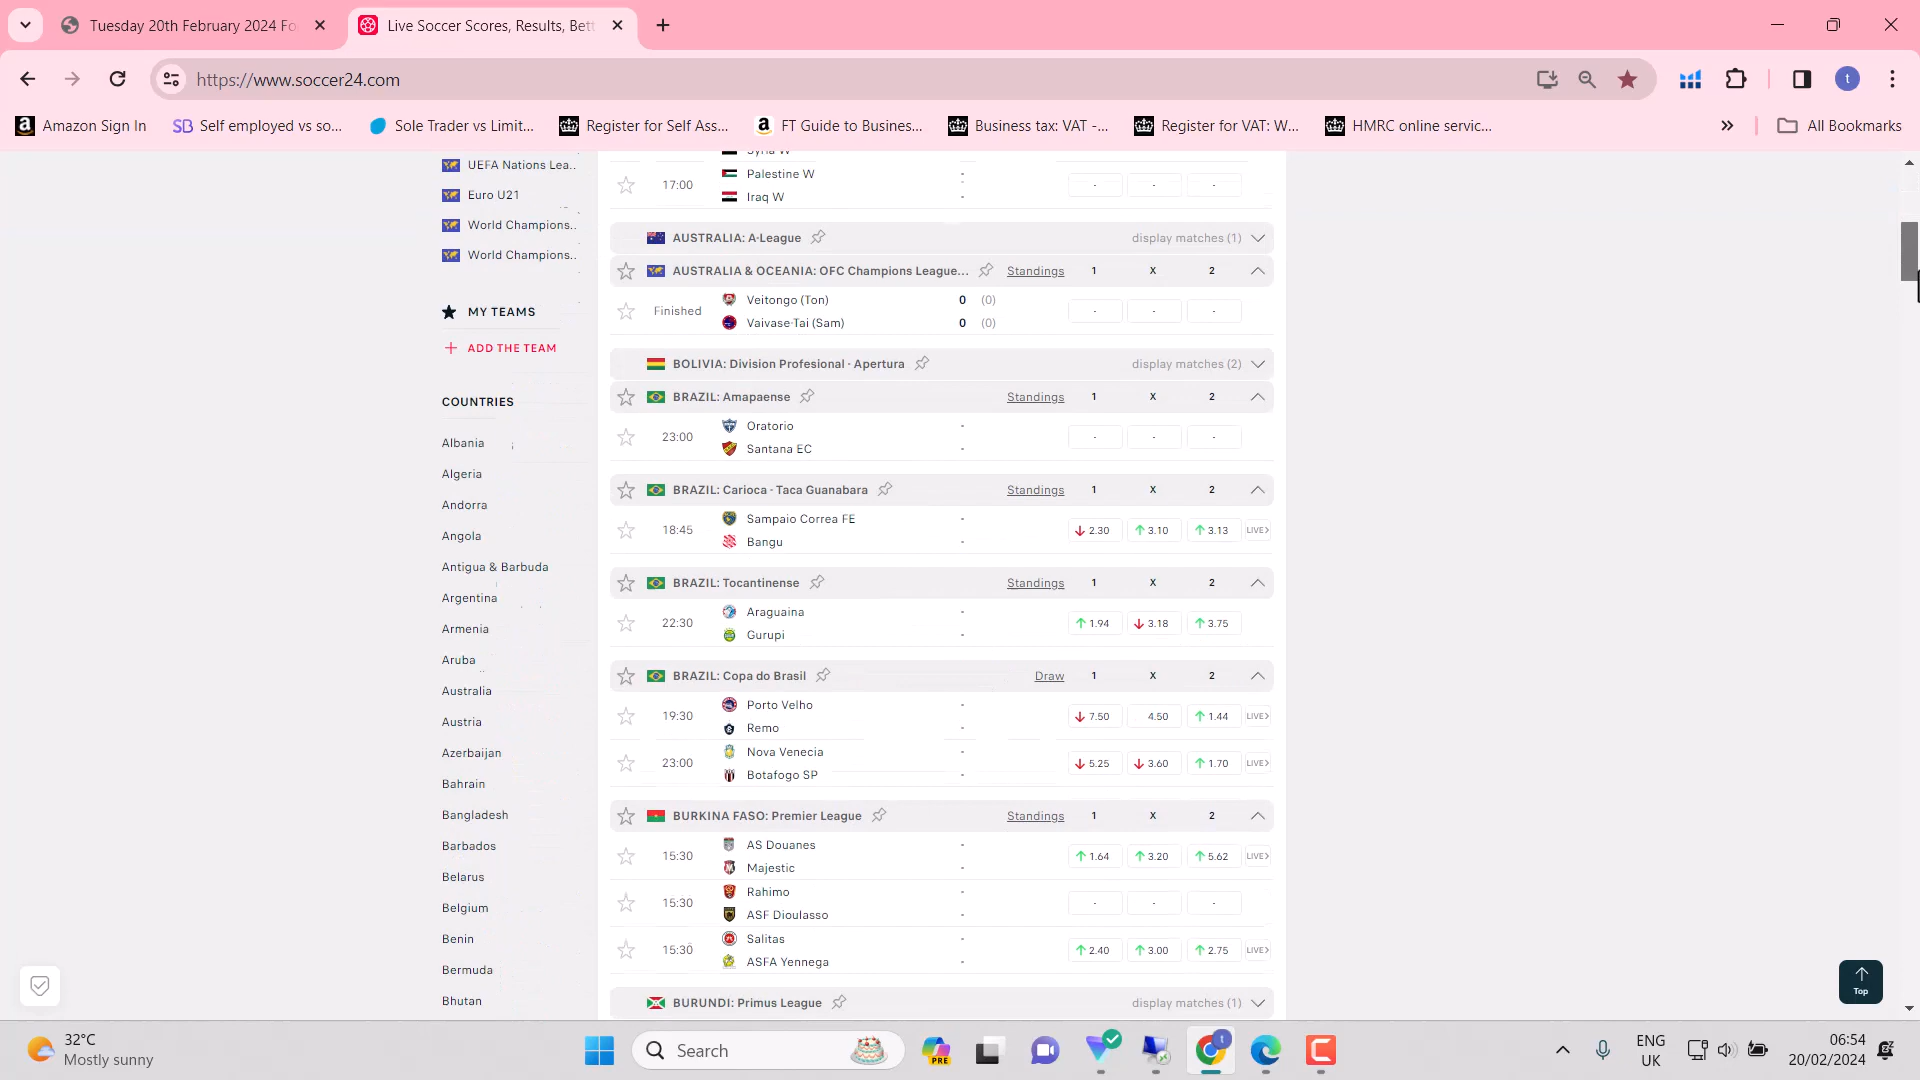 Tuesday 20th February 2024 Fo
Live Soccer Scores, Results, Bett
https://www.soccer24.com
t
Amazon Sign In
Self employed vs so...
Sole Trader vs Limit...
Register for Self Ass...
FT Guide to Busines...
Business tax: VAT -...
Register for VAT: W...
HMRC online servic...
All Bookmarks
UEFA Nations Lea..
Euro U21
World Champions..
World Champions..
MY TEAMS
ADD THE TEAM
COUNTRIES
Albania
Algeria
Andorra
Angola
Antigua & Barbuda
Argentina
Armenia
Aruba
Australia
Austria
Azerbaijan
Bahrain
Bangladesh
Barbados
Belarus
Belgium
Benin
Bermuda
Bhutan
Syria W
17:00 Palestine W -
Iraq W -
- - -
AUSTRALIA: A-League display matches (1)
AUSTRALIA & OCEANIA: OFC Champions League... Standings 1 X 2
Finished Veitongo (Ton) 0 (0)
Vaivase-Tai (Sam) 0 (0)
- - -
BOLIVIA: Division Profesional - Apertura display matches (2)
BRAZIL: Amapaense Standings 1 X 2
23:00 Oratorio -
Santana EC -
- - -
BRAZIL: Carioca - Taca Guanabara Standings 1 X 2
18:45 Sampaio Correa FE -
Bangu -
2.30 3.10 3.13 LIVE
BRAZIL: Tocantinense Standings 1 X 2
22:30 Araguaina -
Gurupi -
1.94 3.18 3.75
BRAZIL: Copa do Brasil Draw 1 X 2
19:30 Porto Velho -
Remo -
7.50 4.50 1.44 LIVE
23:00 Nova Venecia -
Botafogo SP -
5.25 3.60 1.70 LIVE
BURKINA FASO: Premier League Standings 1 X 2
15:30 AS Douanes -
Majestic -
1.64 3.20 5.62 LIVE
15:30 Rahimo -
ASF Dioulasso -
- - -
15:30 Salitas -
ASFA Yennega -
2.40 3.00 2.75 LIVE
BURUNDI: Primus League display matches (1)
Top
32°C
Mostly sunny
Search
PRE
t
ENG
UK
06:54
20/02/2024